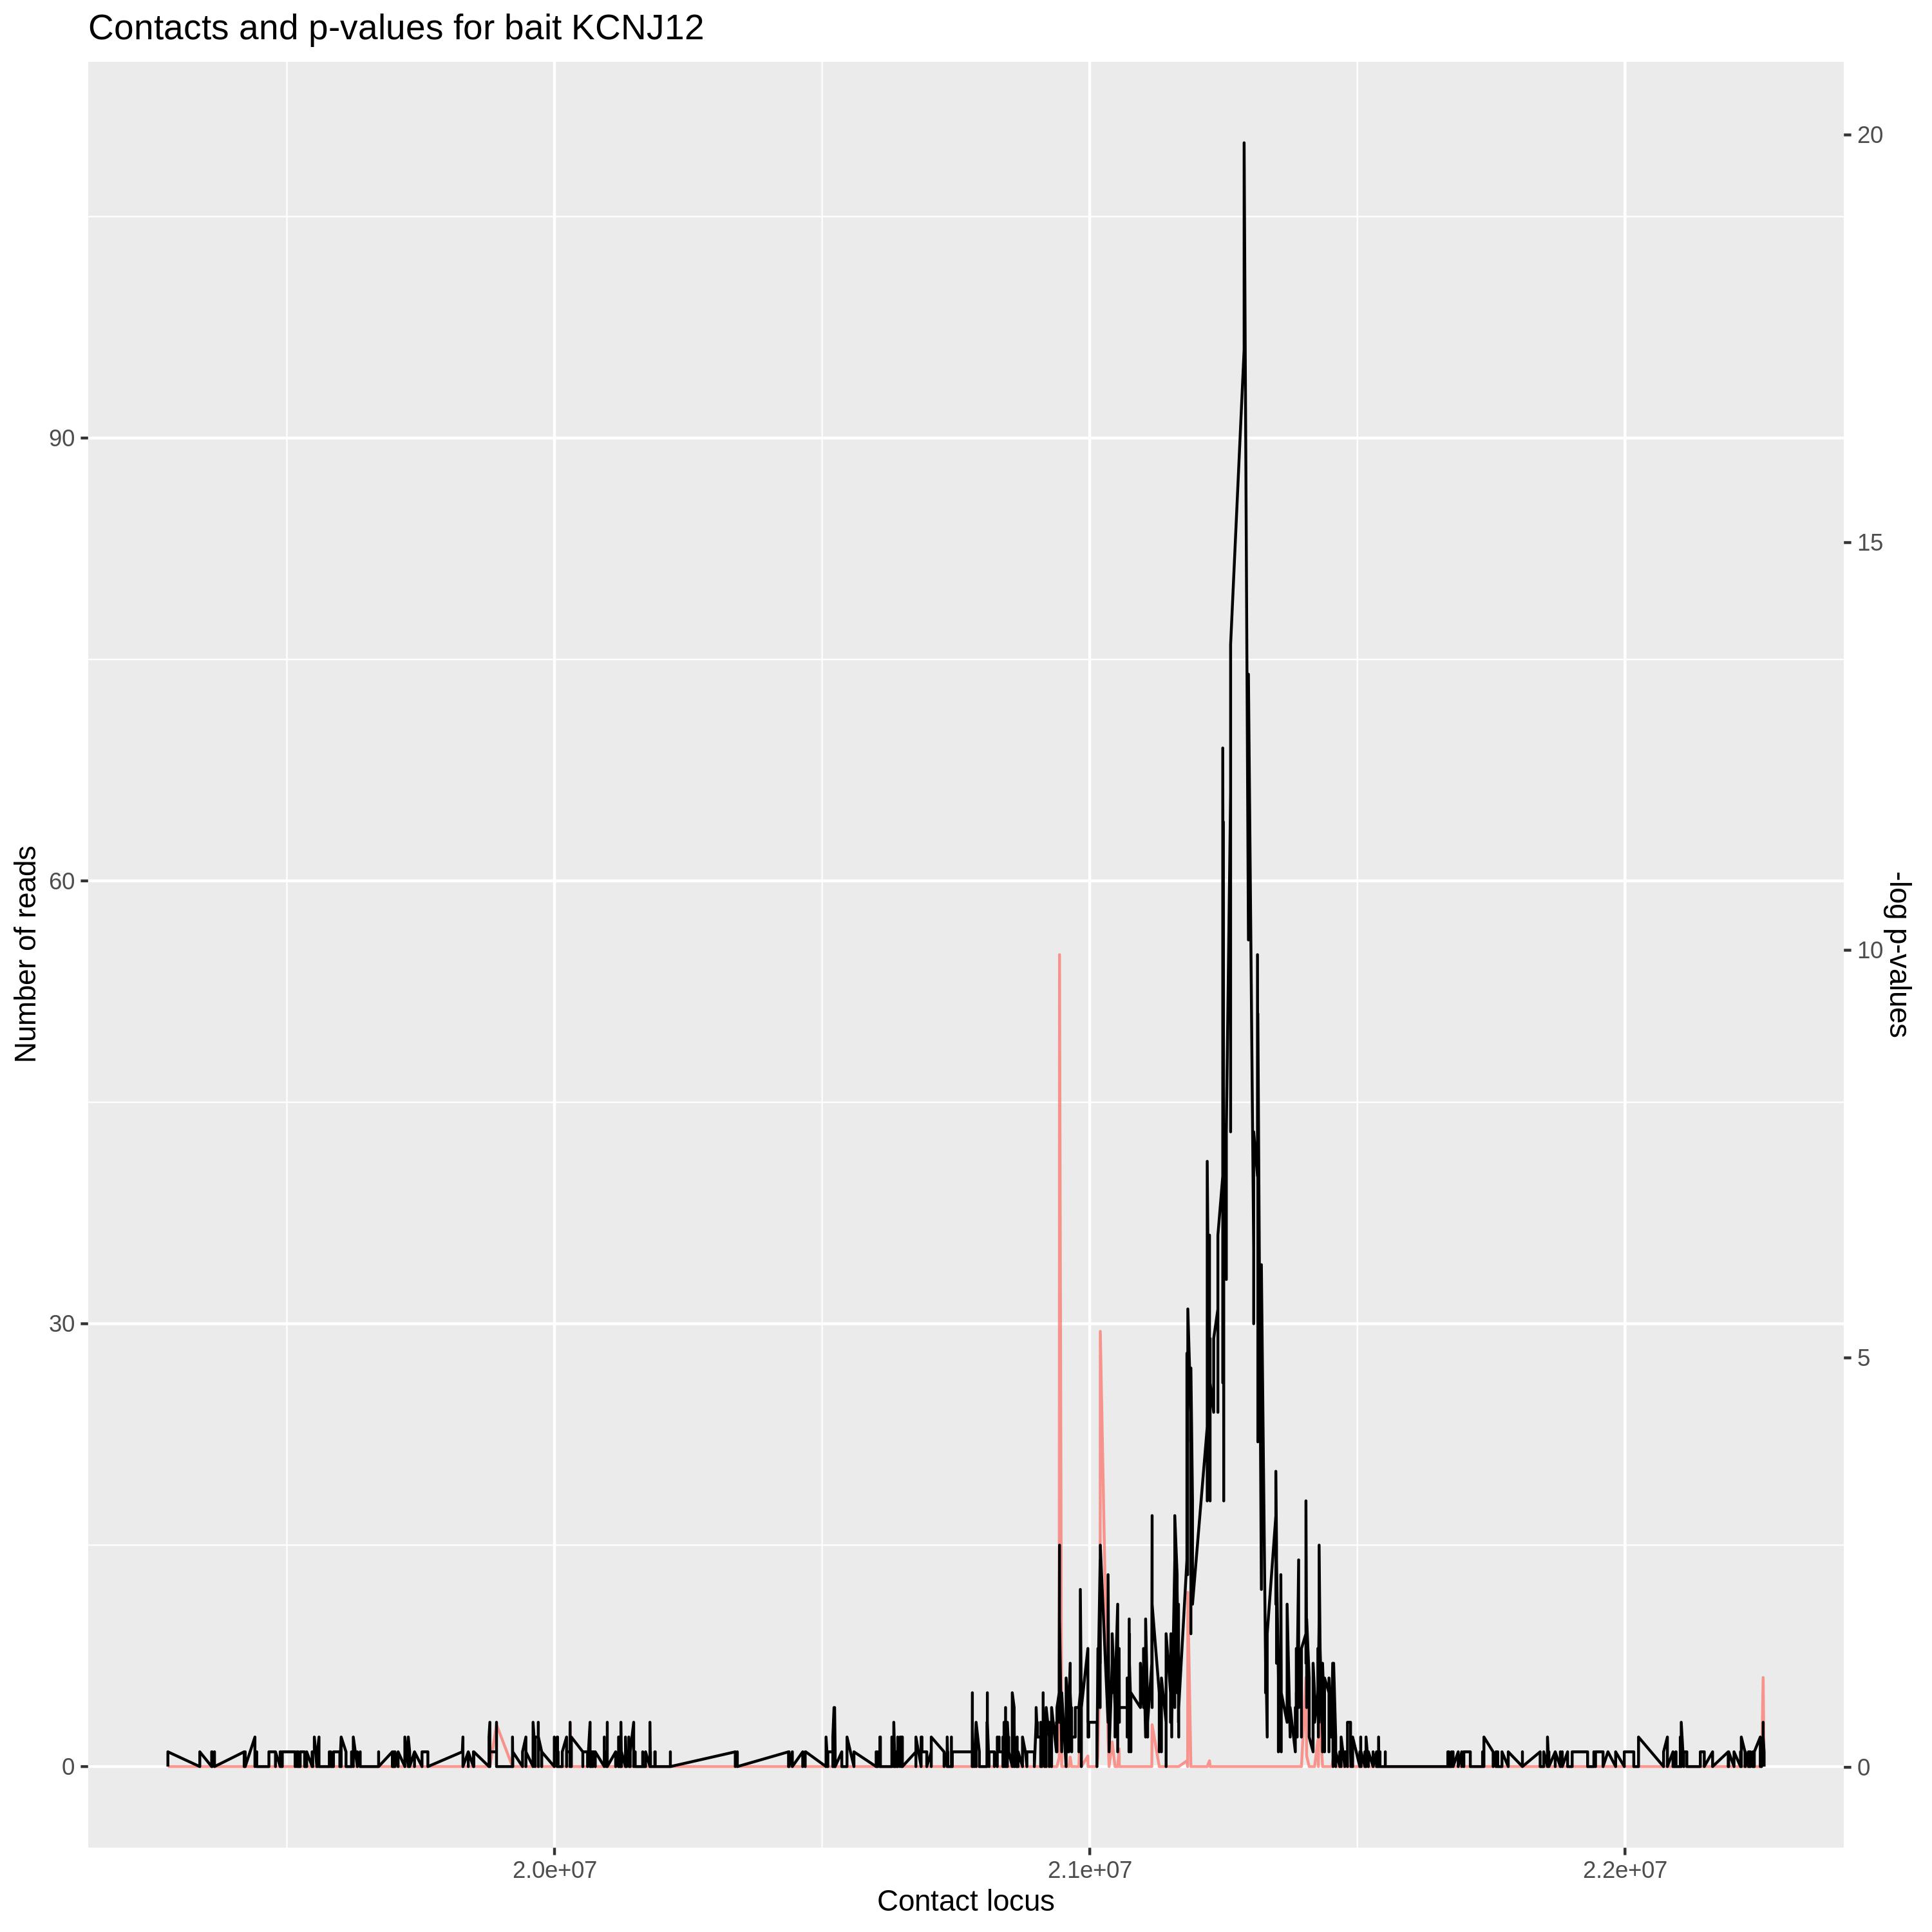 Contacts and p-values for bait KCNJ12
Number of reads
90
60
30
0
20
15
10
5
0
-log p-values
2.0e+07
2.1e+07
2.2e+07
Contact locus